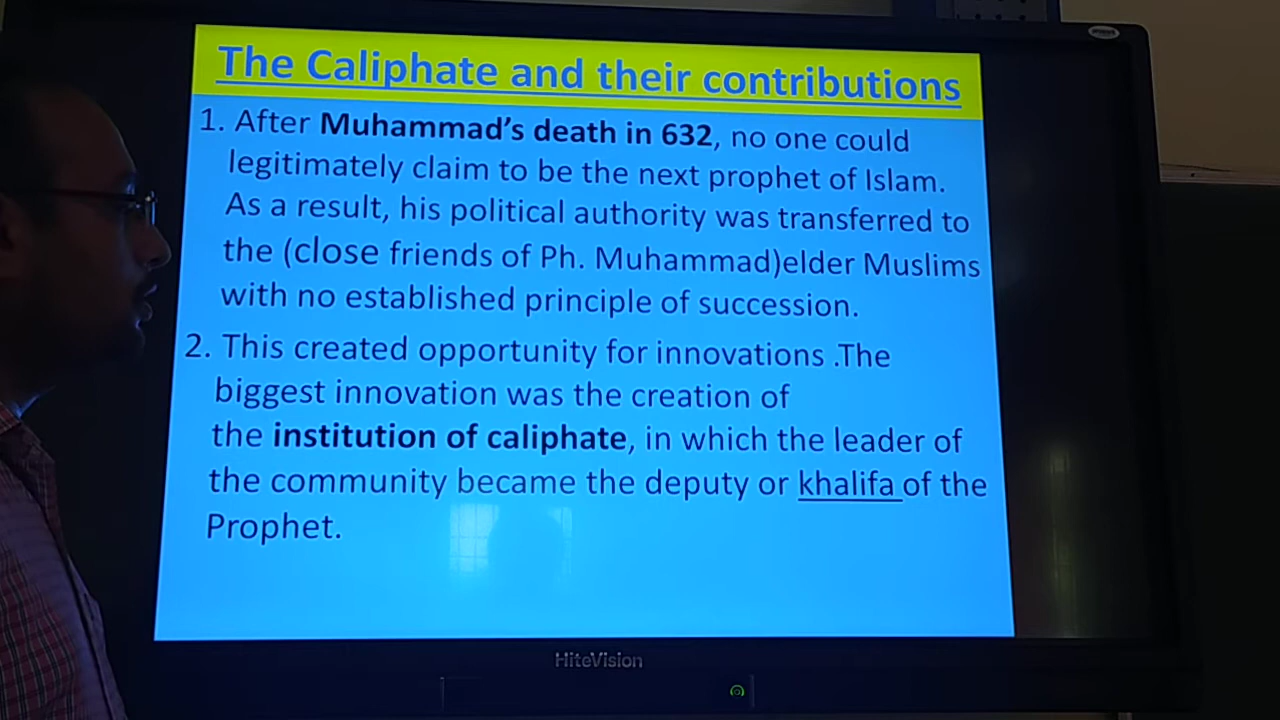 The Caliphate and their contributions
1. After Muhammad's death in 632, no one could
legitimately claim to be the next prophet of Islam.
As a result, his political authority was transferred to
the (close friends of Ph. Muhammad)elder Muslims
with no established principle of succession.
2. This created opportunity for innovations .The
biggest innovation was the creation of
the institution of caliphate, in which the leader of
the community became the deputy or khalifa of the
Prophet.
HiteVision